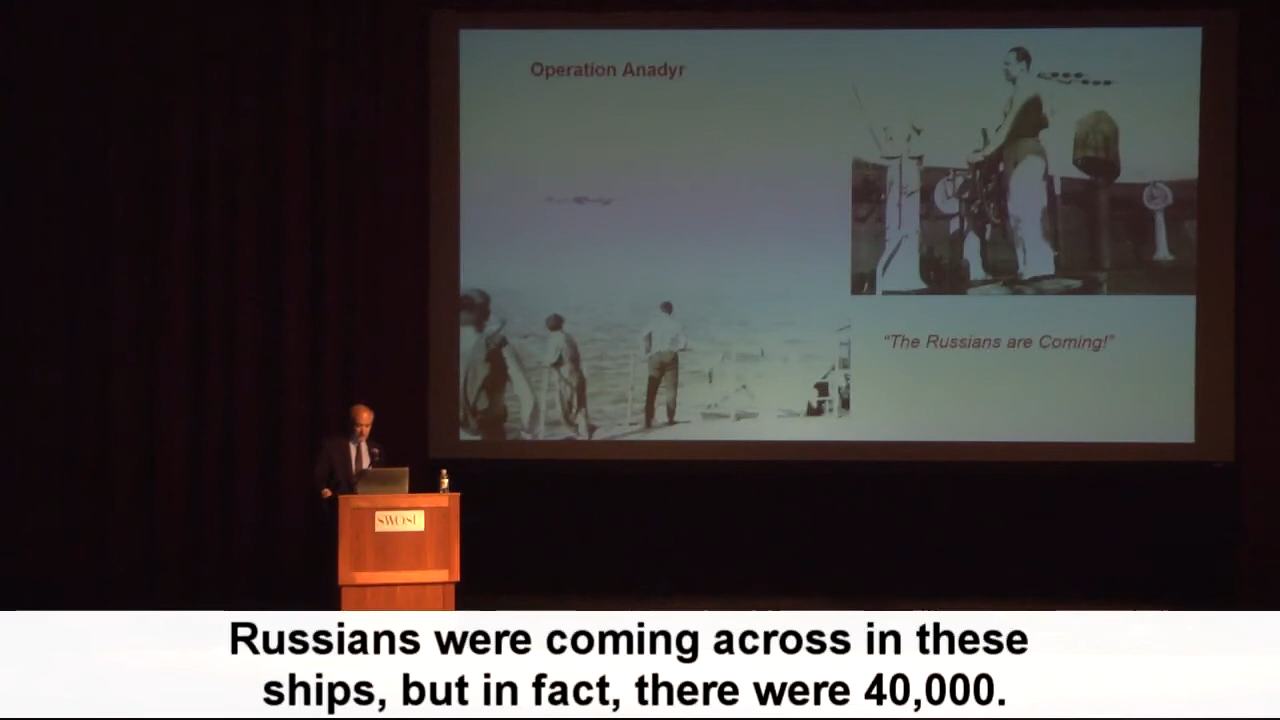 Operation Anadyr
“The Russians are Coming!”
SWOSU
Russians were coming across in these
ships, but in fact, there were 40,000.